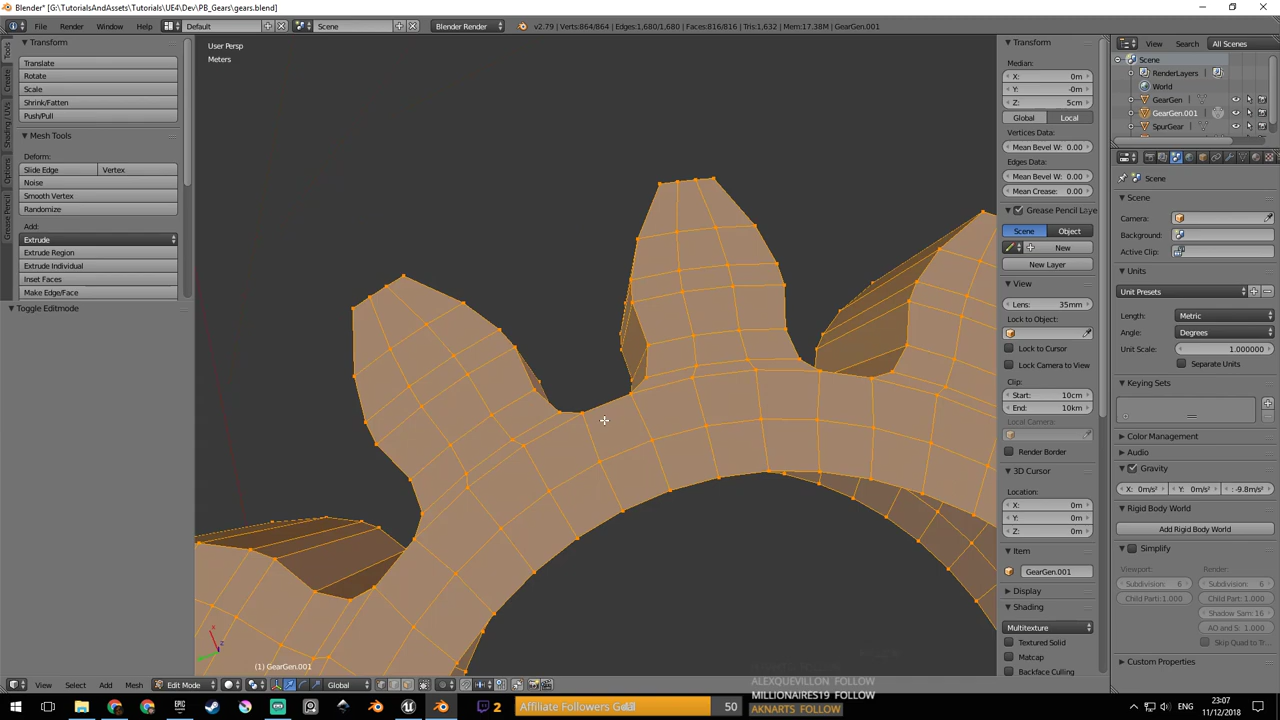 Blender* [G:\TutorialsAndAssets\Tutorials\UE4\Dev\PB_Gears\gears.blend]
File Render Window Help Default Scene Blender Render v2.79 | Verts:864/864 | Edges:1,680/1,680 | Faces:816/816 | Tris:1,632 | Mem:17.38M | GearGen.001
View Search All Scenes
Tools
Create
Shading / UVs
Options
Grease Pencil
Transform
Translate
Rotate
Scale
Shrink/Fatten
Push/Pull
Mesh Tools
Deform:
Slide Edge Vertex
Noise
Smooth Vertex
Randomize
Add:
Extrude
Extrude Region
Extrude Individual
Inset Faces
Make Edge/Face
Toggle Editmode
User Persp
Meters
(1) GearGen.001
Transform
Median:
X: 0m
Y: -0m
Z: 5cm
Global Local
Vertices Data:
Mean Bevel W: 0.00
Edges Data:
Mean Bevel W: 0.00
Mean Crease: 0.00
Grease Pencil Laye
Scene Object
New
New Layer
View
Lens: 35mm
Lock to Object:
Lock to Cursor
Lock Camera to View
Clip:
Start: 10cm
End: 10km
Local Camera:
Render Border
3D Cursor
Location:
X: 0m
Y: 0m
Z: 0m
Item
GearGen.001
Display
Shading
Multitexture
Textured Solid
Matcap
Backface Culling
Scene
RenderLayers
World
GearGen
GearGen.001
SpurGear
Scene
Scene
Camera:
Background:
Active Clip:
Units
Unit Presets
Length: Metric
Angle: Degrees
Unit Scale: 1.000000
Separate Units
Keying Sets
Color Management
Audio
Gravity
X: 0m/s² Y: 0m/s² : -9.8m/s²
Rigid Body World
Add Rigid Body World
Simplify
Viewport: Render:
Subdivision: 6 Subdivision: 6
Child Parti:1.000 Child Part: 1.000
Shadow Sam: 16
AO and S: 1.000
Skip Quad to Tr...
Custom Properties
View Select Add Mesh Edit Mode Global
ALEXQUEVILLON FOLLOW
MILLIONAIRES19 FOLLOW
AKNARTS FOLLOW
2 Affiliate Followers 50
ENG 23:07
11/12/2018